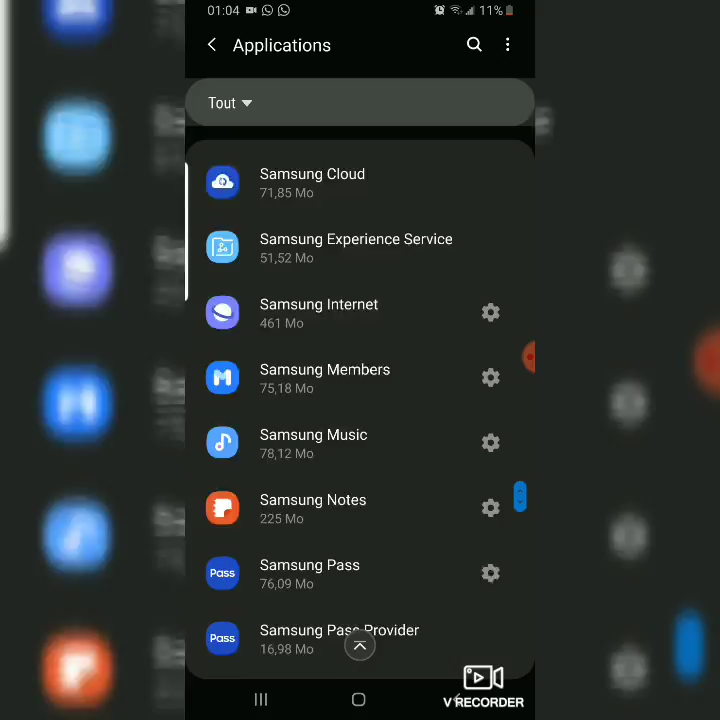 01:04
11%
Applications
Tout
Samsung Cloud
71,85 Mo
Samsung Experience Service
51,52 Mo
Samsung Internet
461 Mo
Samsung Members
75,18 Mo
Samsung Music
78,12 Mo
Samsung Notes
225 Mo
Pass
Samsung Pass
76,09 Mo
Pass
Samsung Pass Provider
16,98 Mo
V RECORDER